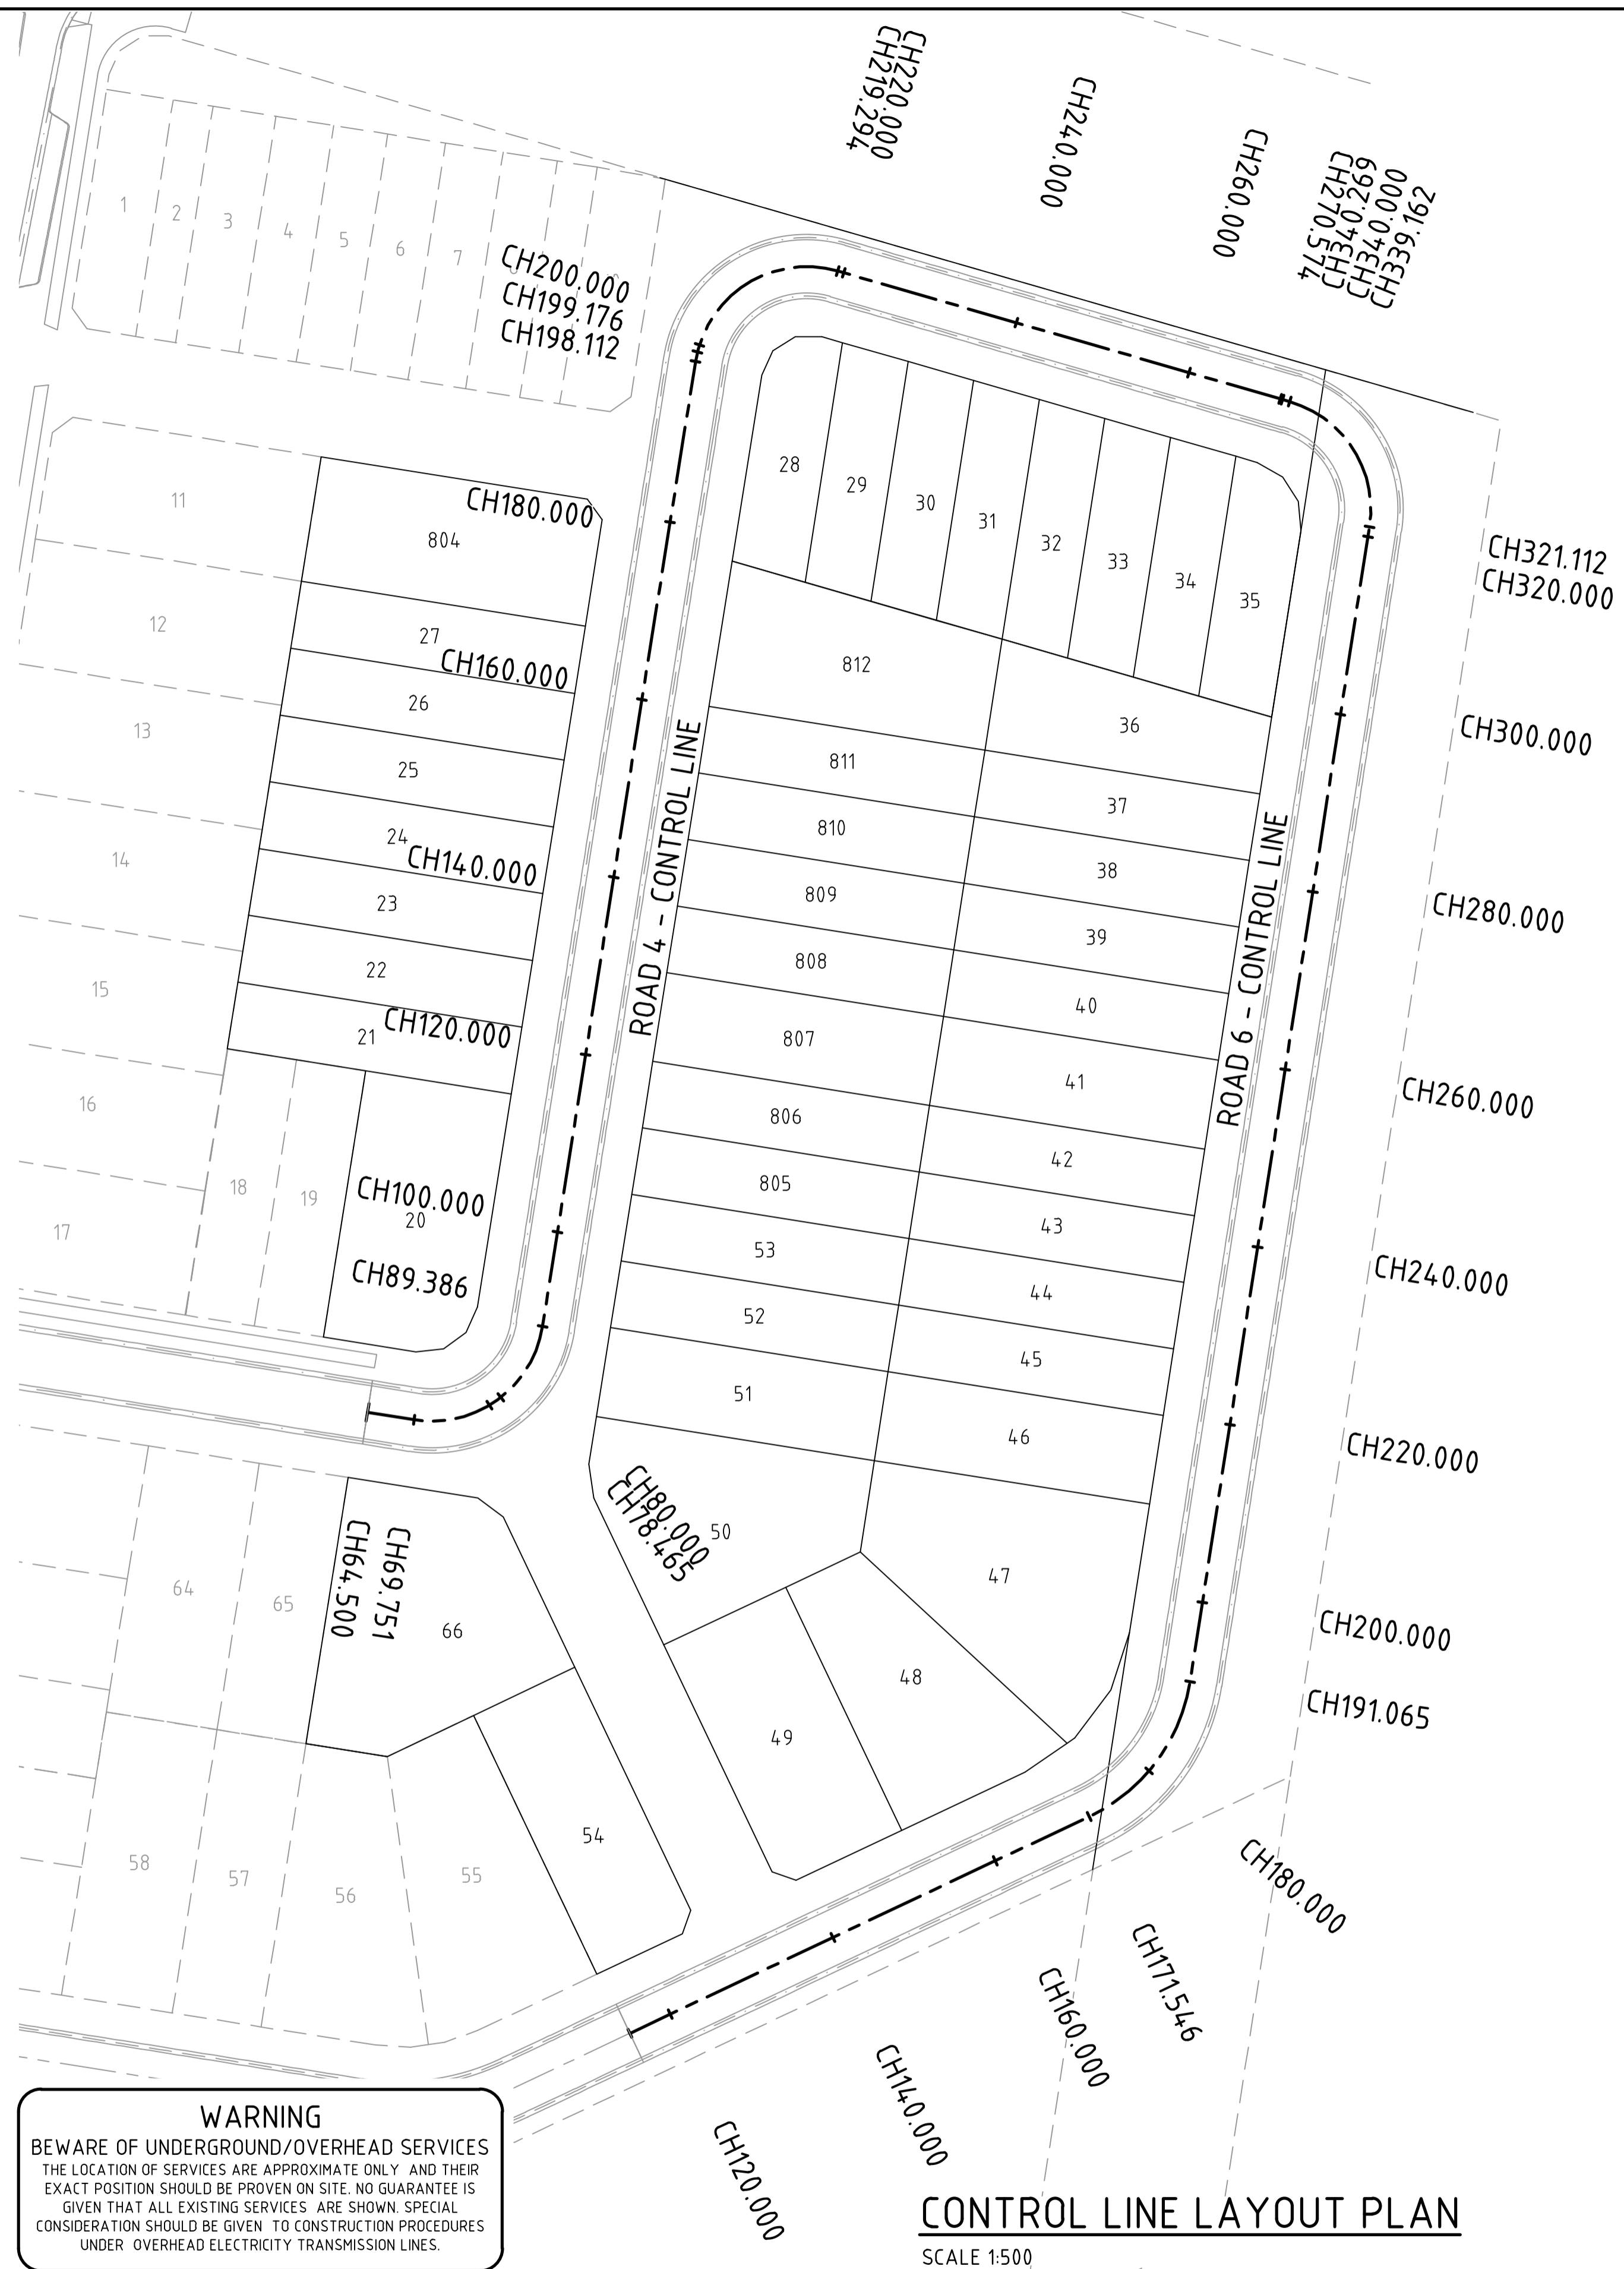 CH220.000
CH219.294
CH240.000
CH260.000
CH270.574
CH340.269
CH340.000
CH339.162
1
2
3
4
5
6
7
CH200.000
CH199.176
CH198.112
28
29
30
31
32
33
34
35
11
804
CH180.000
CH321.112
CH320.000
12
27
CH160.000
812
26
13
36
CH300.000
811
25
37
810
24
CH140.000
14
38
809
23
CH280.000
39
808
22
15
40
21
CH120.000
807
ROAD 4 - CONTROL LINE
ROAD 6 - CONTROL LINE
41
16
806
CH260.000
42
18
19
CH100.000
20
805
17
43
53
CH89.386
44
CH240.000
52
45
51
46
CH220.000
CH80.000
CH78.465
50
47
64
65
CH64.500
CH69.751
66
CH200.000
48
CH191.065
49
54
58
57
56
55
CH180.000
CH171.546
CH160.000
CH140.000
CH120.000
WARNING
BEWARE OF UNDERGROUND/OVERHEAD SERVICES
THE LOCATION OF SERVICES ARE APPROXIMATE ONLY AND THEIR
EXACT POSITION SHOULD BE PROVEN ON SITE. NO GUARANTEE IS
GIVEN THAT ALL EXISTING SERVICES ARE SHOWN. SPECIAL
CONSIDERATION SHOULD BE GIVEN TO CONSTRUCTION PROCEDURES
UNDER OVERHEAD ELECTRICITY TRANSMISSION LINES.
CONTROL LINE LAYOUT PLAN
SCALE 1:500